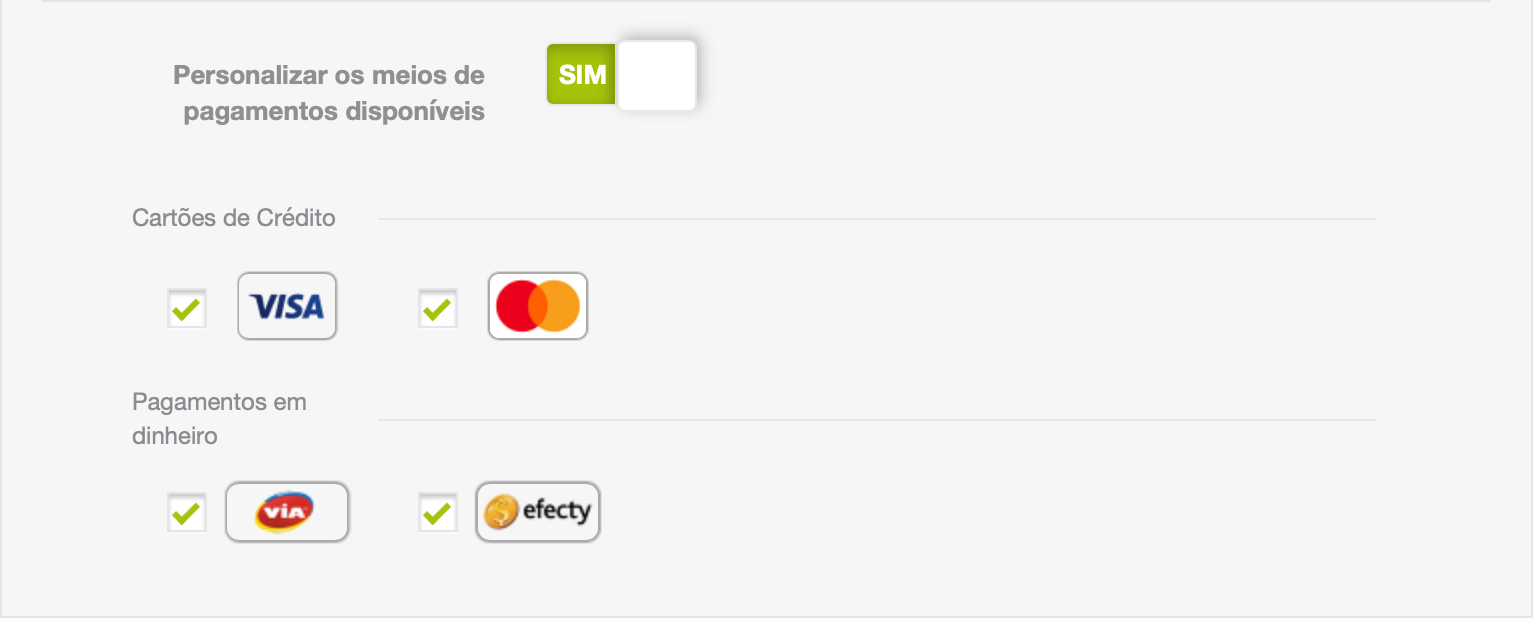 Personalizar os meios de
pagamentos disponíveis
SIM
Cartões de Crédito
VISA
Pagamentos em
dinheiro
via
efecty